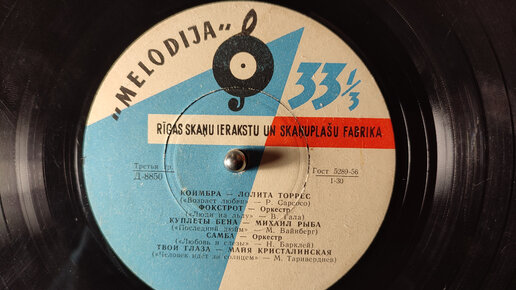 „MELODIJA"
33 1/3
RĪGAS SKAŅU IERAKSTU UN SKAŅUPLAŠU FABRIKA
Третья гр.
Д-8850
Гост 5289-56
1-30
КОИМБРА — ЛОЛИТА ТОРРЕС
(«Возраст любви» — Р. Сарсосо)
ФОКСТРОТ — Оркестр
(«Люди на льду» — В. Гала)
КУПЛЕТЫ БЕНА — МИХАИЛ РЫБА
(«Последний дюйм» — М. Вайнберг)
САМБА — Оркестр
(«Любовь и слезы» — Н. Барклей)
ТВОИ ГЛАЗА — МАЙЯ КРИСТАЛИНСКАЯ
(«Человек идет за солнцем» — М. Таривердиев)